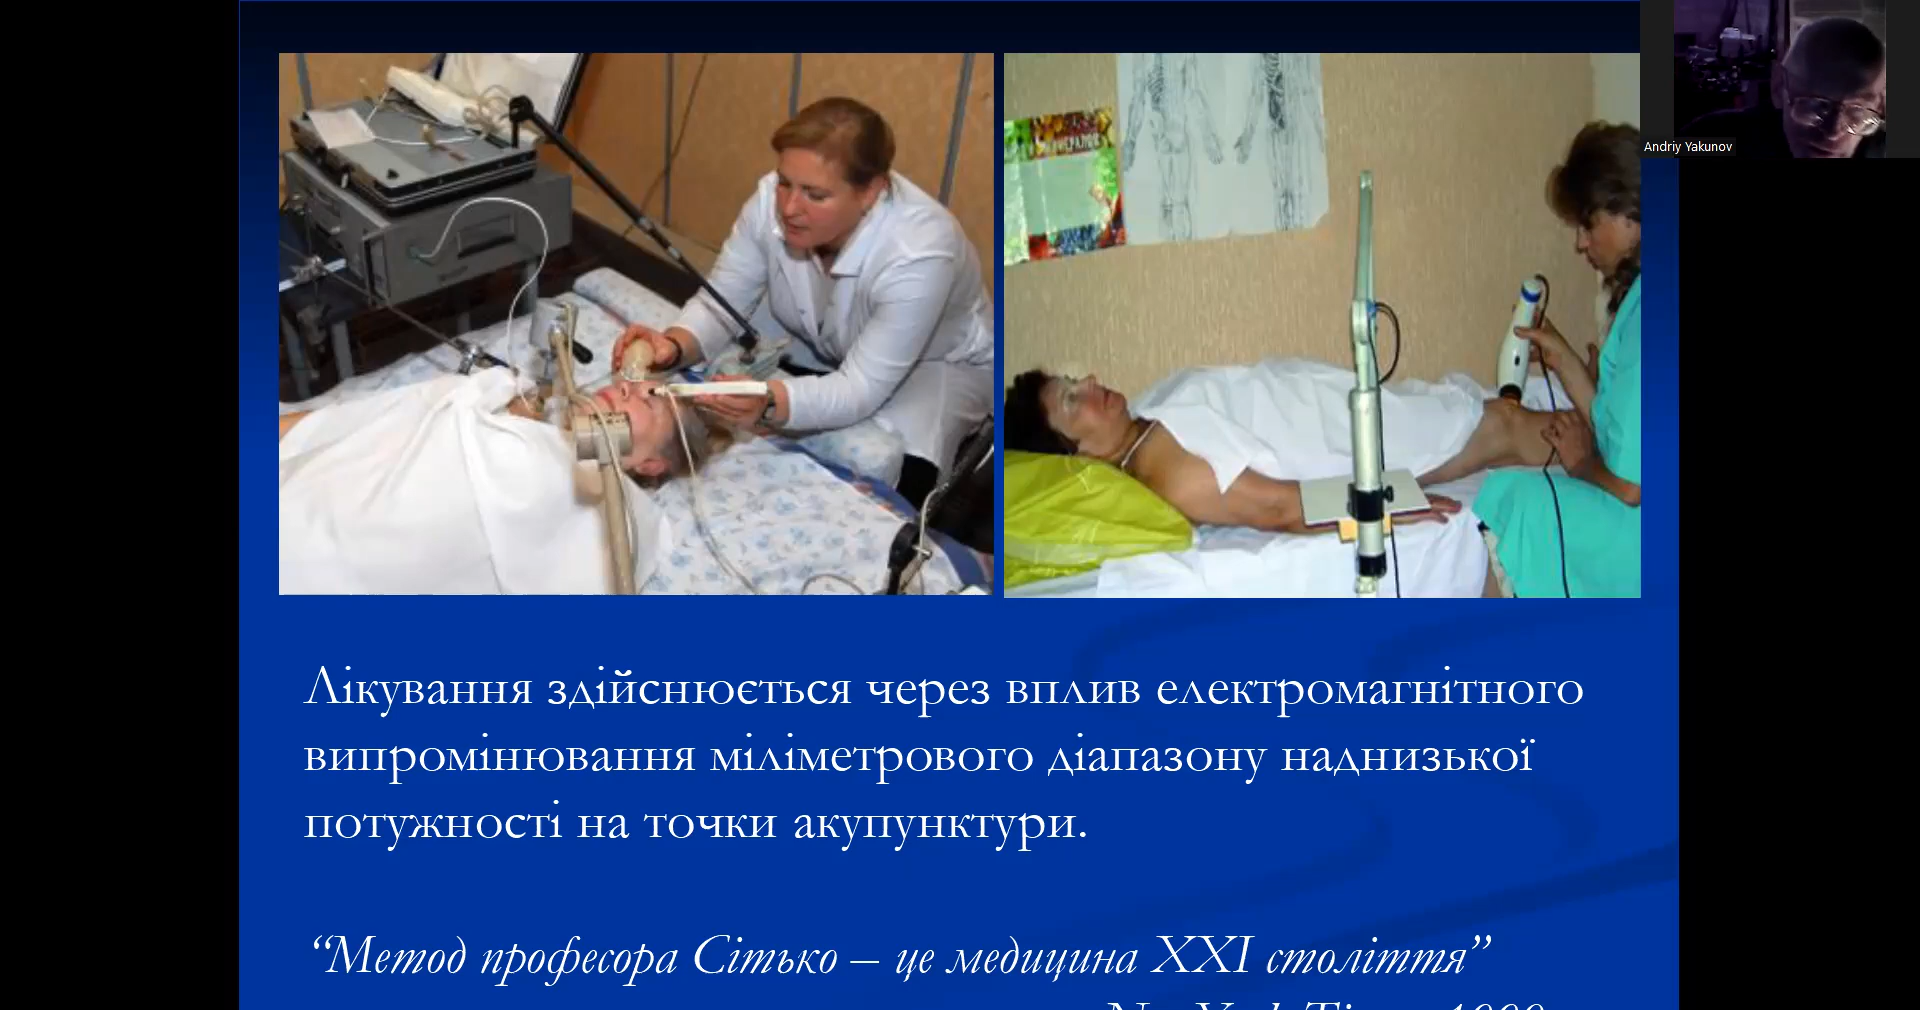 Andriy Yakunov
Лікування здійснюється через вплив електромагнітного
випромінювання міліметрового діапазону наднизької
потужності на точки акупунктури.
“Метод професора Сітько – це медицина XXI століття”